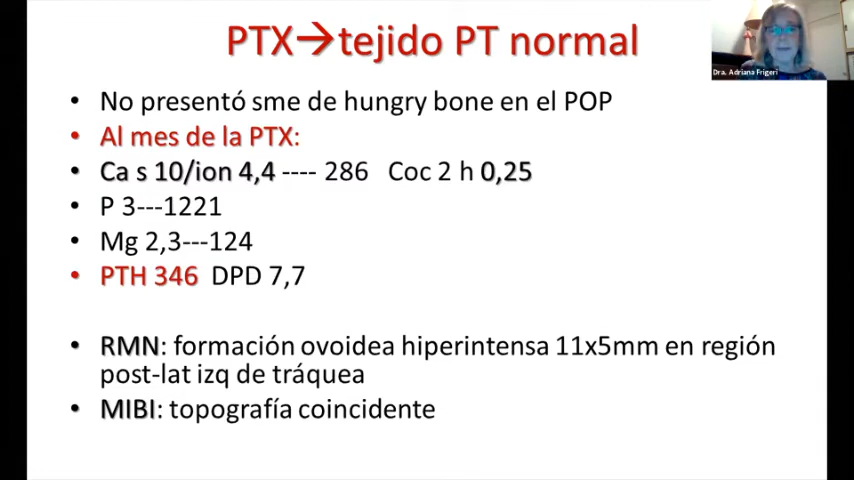 PTX→tejido PT normal
Dra. Adriana Frigeri
• No presentó sme de hungry bone en el POP
• Al mes de la PTX:
• Ca s 10/ion 4,4 ---- 286 Coc 2 h 0,25
• P 3---1221
• Mg 2,3---124
• PTH 346 DPD 7,7
• RMN: formación ovoidea hiperintensa 11x5mm en región
post-lat izq de tráquea
• MIBI: topografía coincidente